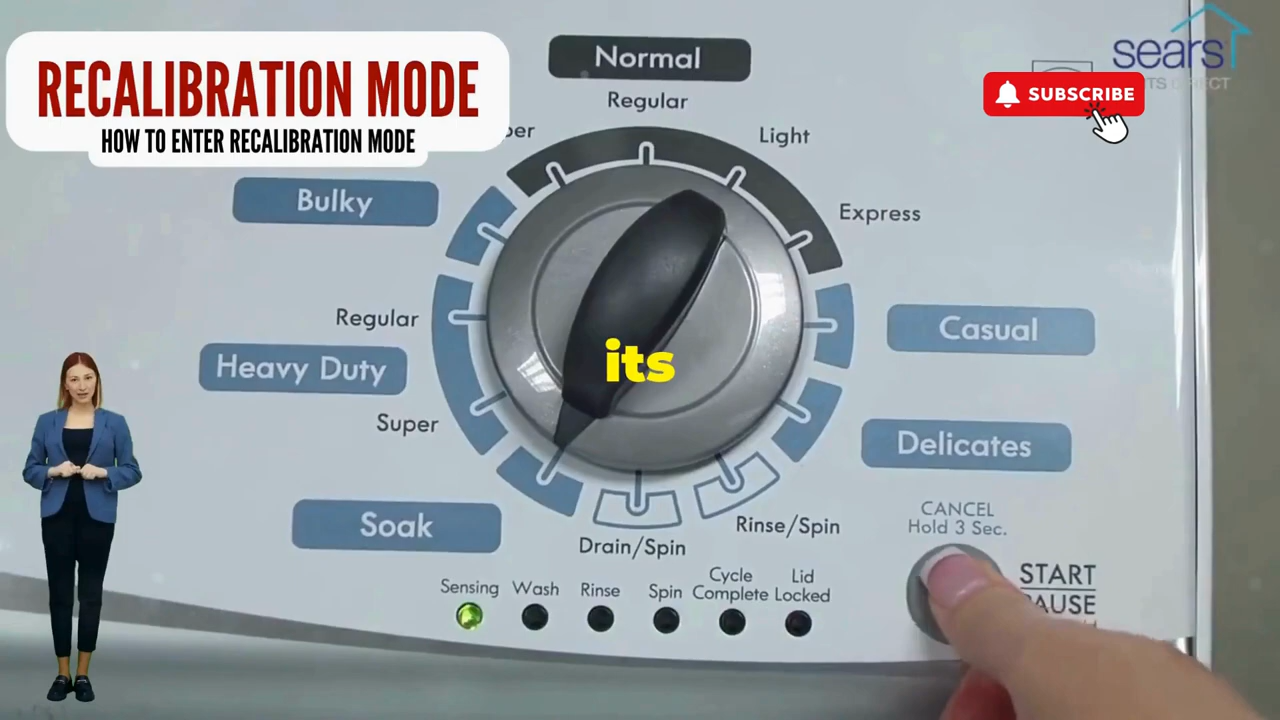 RECALIBRATION MODE
HOW TO ENTER RECALIBRATION MODE
sears
DIRECT
SUBSCRIBE
Normal
Regular
Light
Express
Bulky
Regular
Heavy Duty
Super
Casual
Delicates
its
Soak
Drain/Spin
Rinse/Spin
CANCEL
Hold 3 Sec.
START
Sensing
Wash
Rinse
Spin
Cycle
Complete
Lid
Locked